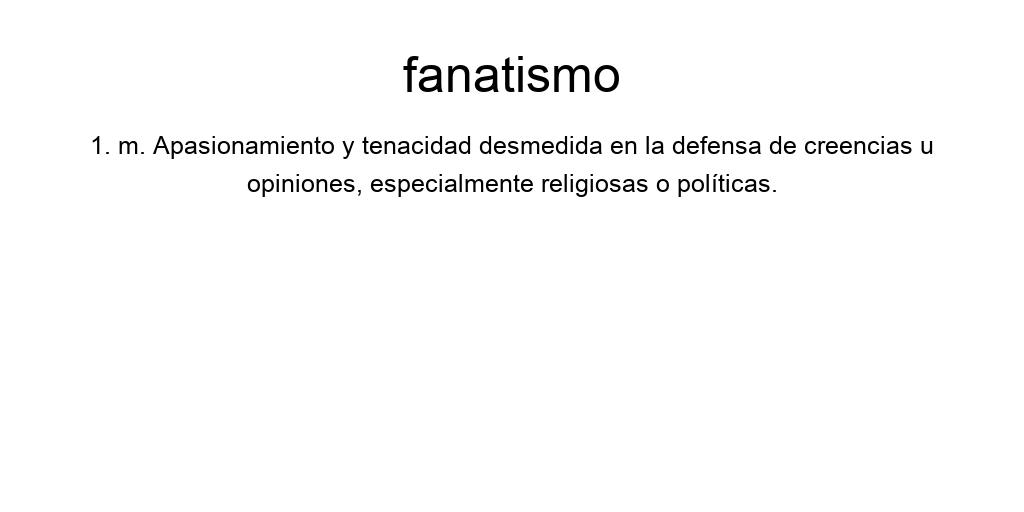 fanatismo
1. m. Apasionamiento y tenacidad desmedida en la defensa de creencias u
opiniones, especialmente religiosas o políticas.